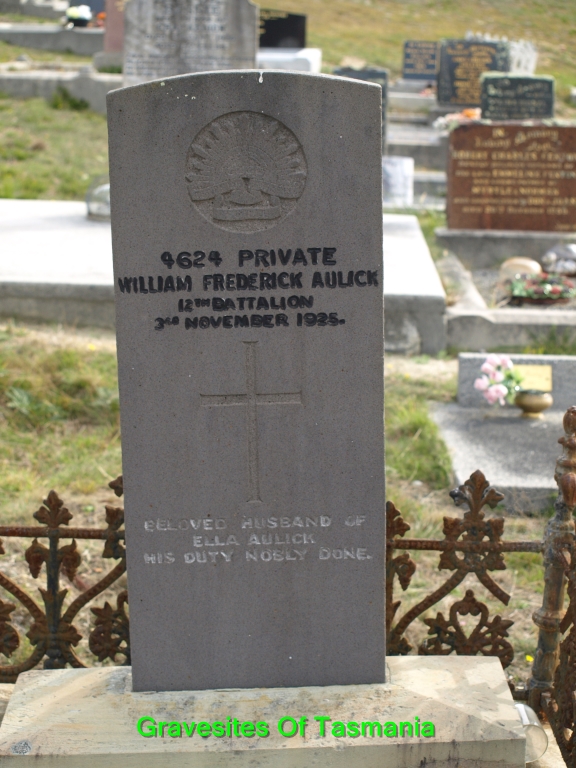 4624 PRIVATE
WILLIAM FREDERICK AULICK
12TH BATTALION
3RD NOVEMBER 1925.
BELOVED HUSBAND OF
ELLA AULICK
HIS DUTY NOBLY DONE.
Gravesites Of Tasmania